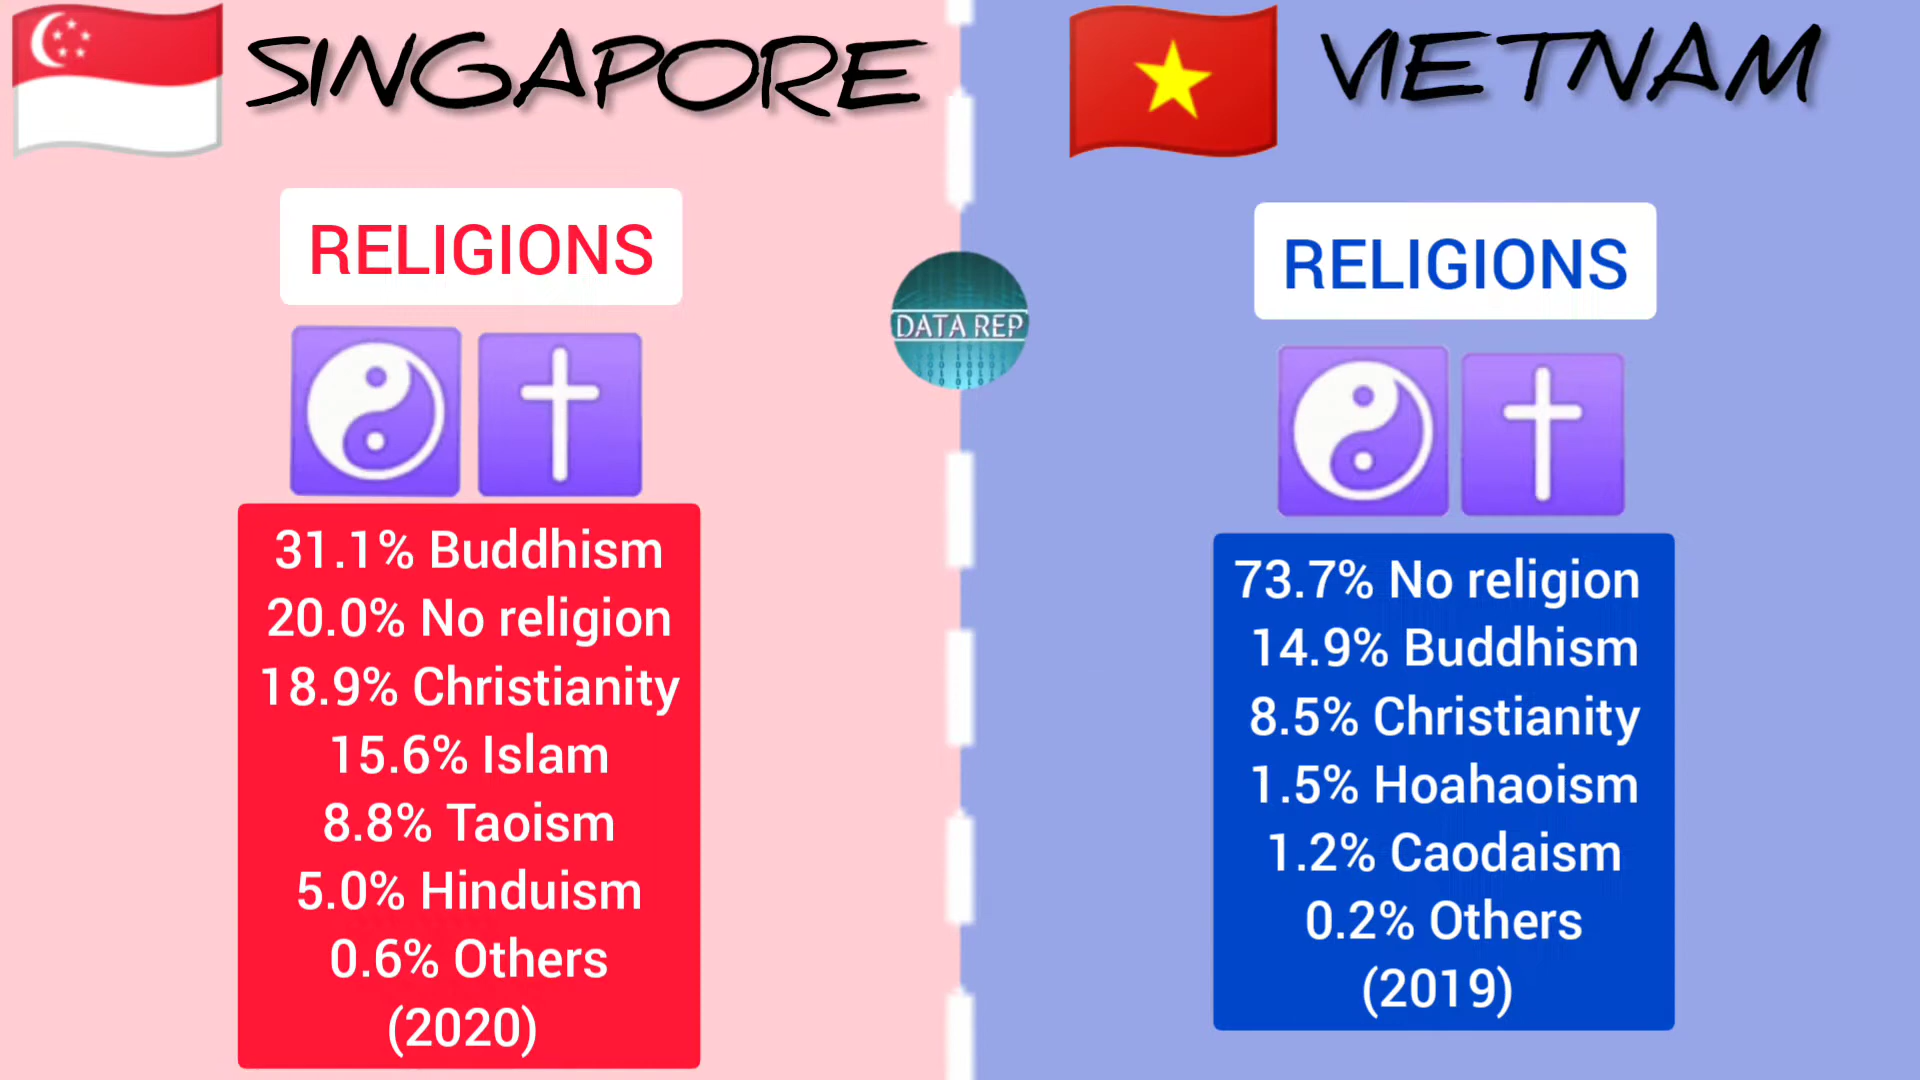 SINGAPORE
RELIGIONS
31.1% Buddhism
20.0% No religion
18.9% Christianity
15.6% Islam
8.8% Taoism
5.0% Hinduism
0.6% Others
(2020)
DATA REP
VIETNAM
RELIGIONS
73.7% No religion
14.9% Buddhism
8.5% Christianity
1.5% Hoahaoism
1.2% Caodaism
0.2% Others
(2019)